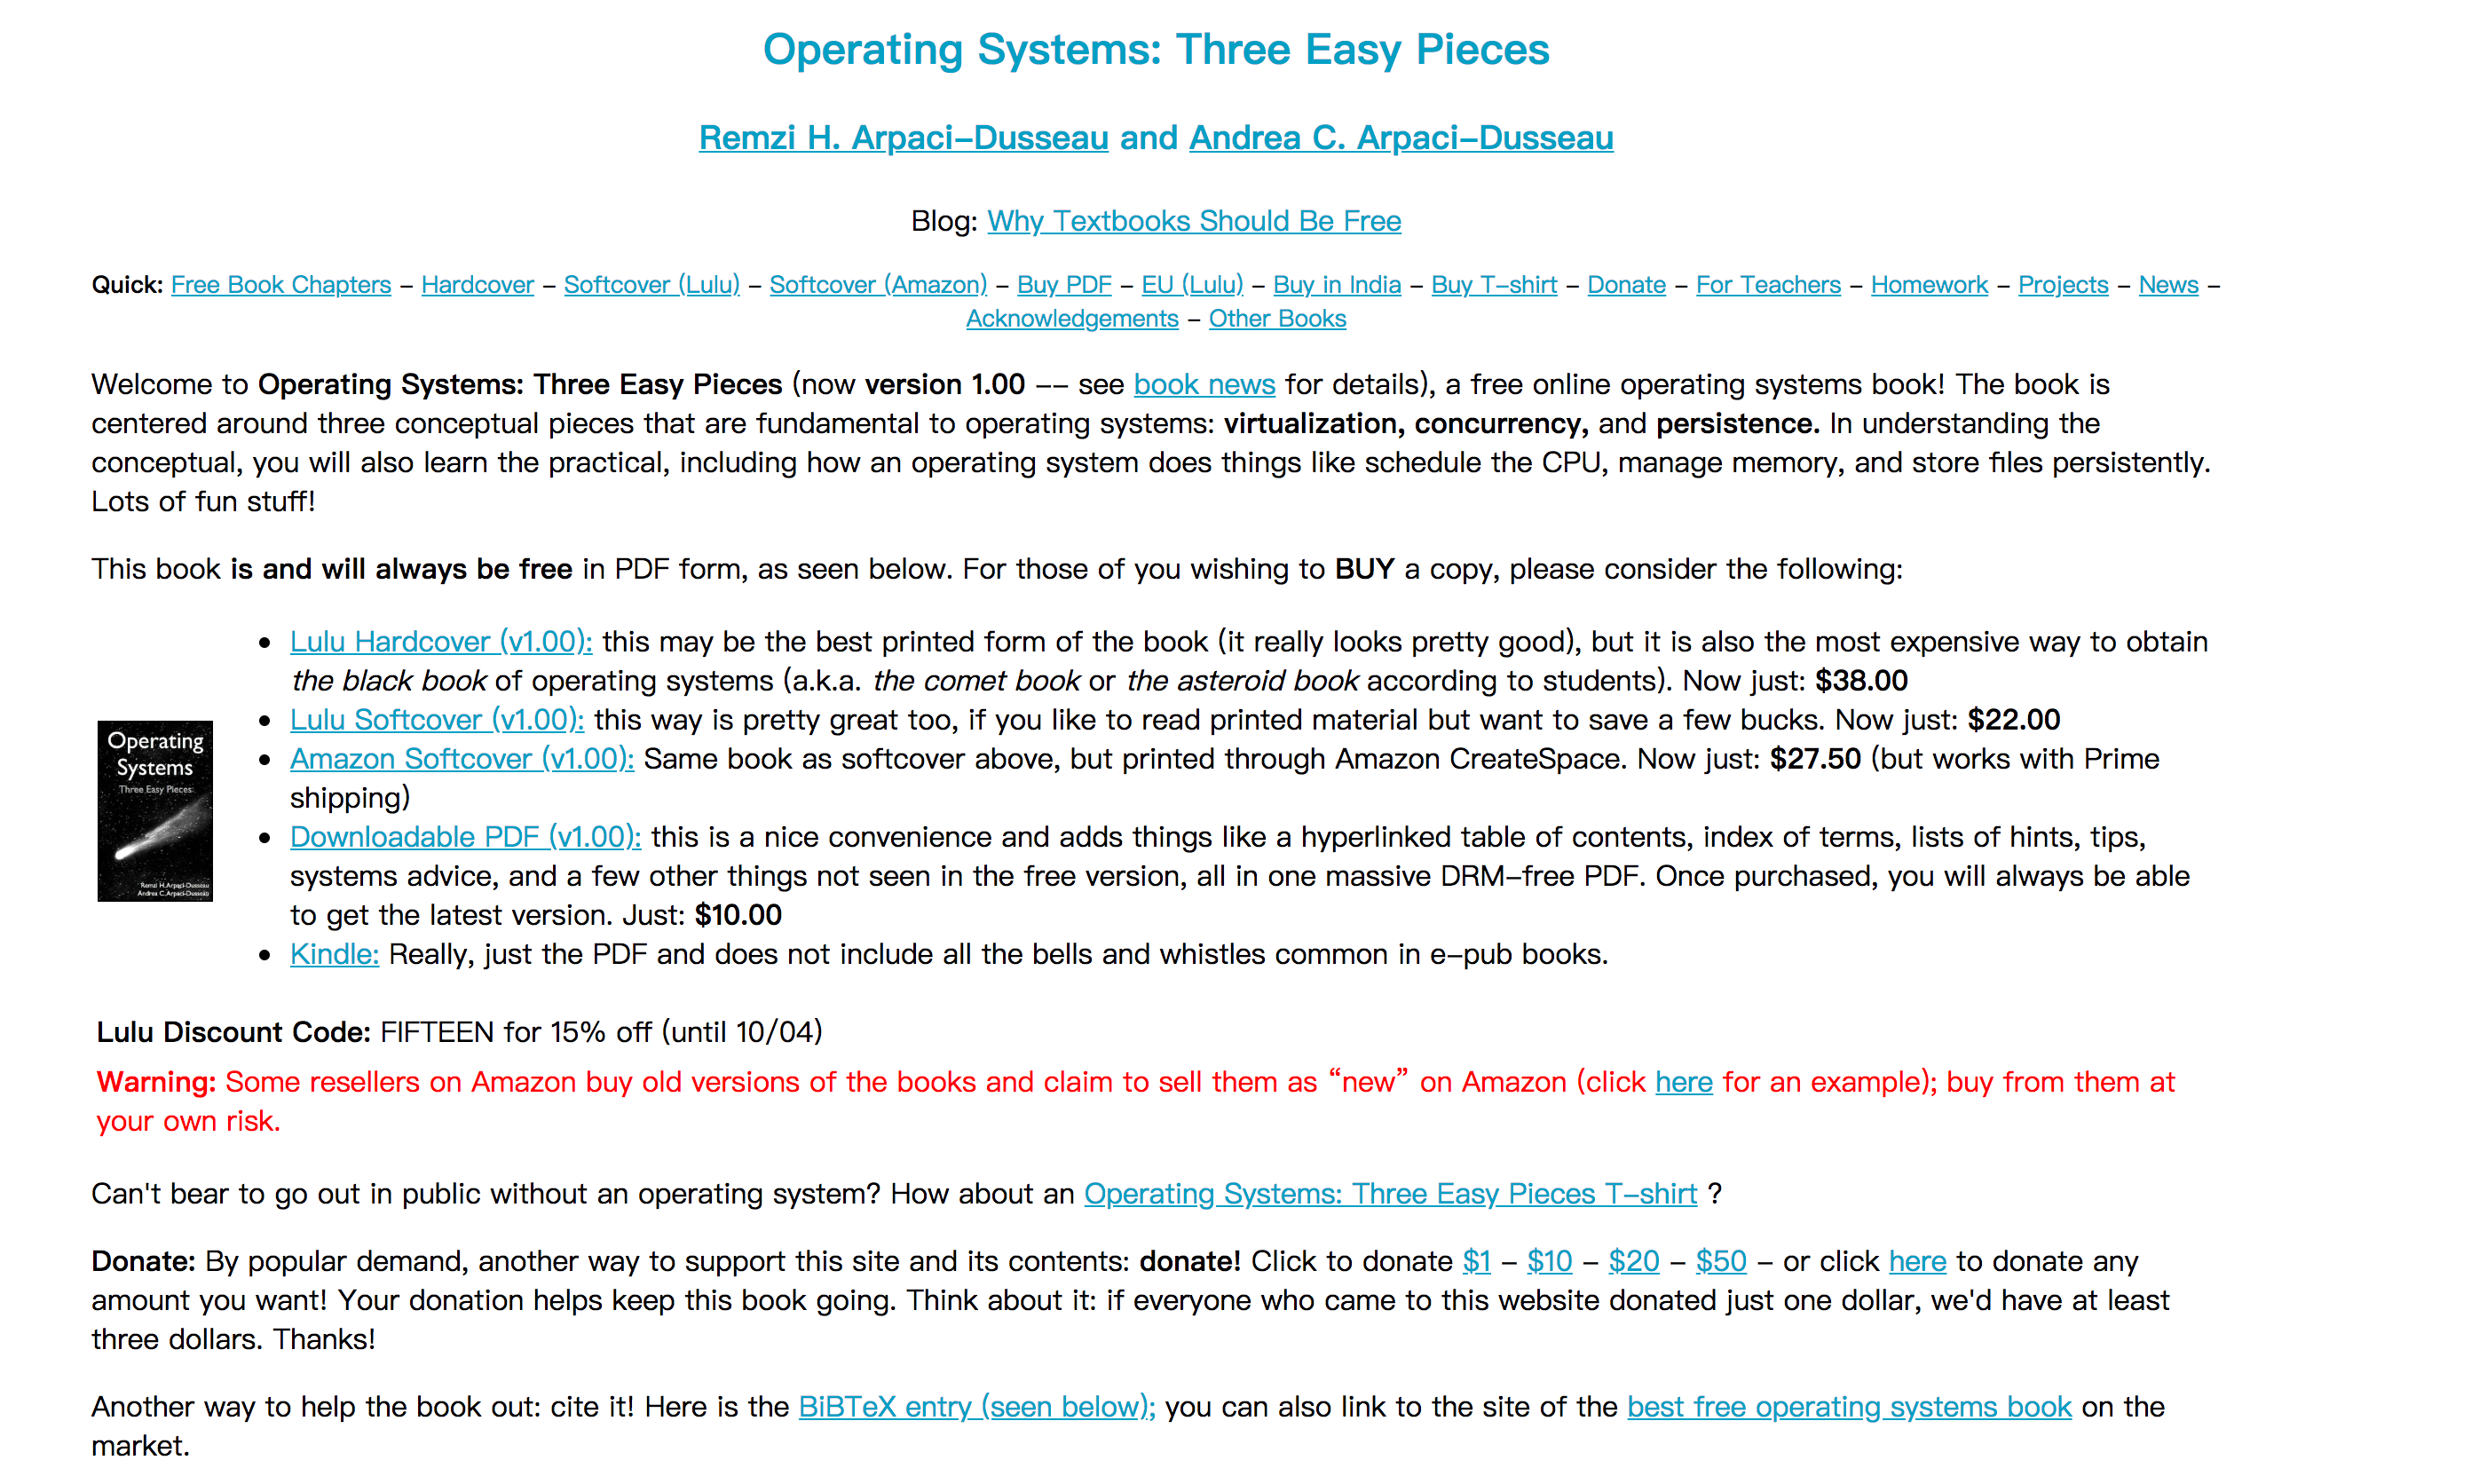 Operating Systems: Three Easy Pieces
Remzi H. Arpaci-Dusseau and Andrea C. Arpaci-Dusseau
Blog: Why Textbooks Should Be Free
Quick: Free Book Chapters - Hardcover - Softcover (Lulu) - Softcover (Amazon) - Buy PDF - EU (Lulu) - Buy in India - Buy T-shirt - Donate - For Teachers - Homework - Projects - News -
Acknowledgements - Other Books
Welcome to Operating Systems: Three Easy Pieces (now version 1.00 -- see book news for details), a free online operating systems book! The book is
centered around three conceptual pieces that are fundamental to operating systems: virtualization, concurrency, and persistence. In understanding the
conceptual, you will also learn the practical, including how an operating system does things like schedule the CPU, manage memory, and store files persistently.
Lots of fun stuff!
This book is and will always be free in PDF form, as seen below. For those of you wishing to BUY a copy, please consider the following:
Operating
Systems
Three Easy Pieces
Remzi H. Arpaci-Dusseau
Andrea C. Arpaci-Dusseau
• Lulu Hardcover (v1.00): this may be the best printed form of the book (it really looks pretty good), but it is also the most expensive way to obtain
the black book of operating systems (a.k.a. the comet book or the asteroid book according to students). Now just: $38.00
• Lulu Softcover (v1.00): this way is pretty great too, if you like to read printed material but want to save a few bucks. Now just: $22.00
• Amazon Softcover (v1.00): Same book as softcover above, but printed through Amazon CreateSpace. Now just: $27.50 (but works with Prime
shipping)
• Downloadable PDF (v1.00): this is a nice convenience and adds things like a hyperlinked table of contents, index of terms, lists of hints, tips,
systems advice, and a few other things not seen in the free version, all in one massive DRM-free PDF. Once purchased, you will always be able
to get the latest version. Just: $10.00
• Kindle: Really, just the PDF and does not include all the bells and whistles common in e-pub books.
Lulu Discount Code: FIFTEEN for 15% off (until 10/04)
Warning: Some resellers on Amazon buy old versions of the books and claim to sell them as “new” on Amazon (click here for an example); buy from them at
your own risk.
Can't bear to go out in public without an operating system? How about an Operating Systems: Three Easy Pieces T-shirt ?
Donate: By popular demand, another way to support this site and its contents: donate! Click to donate $1 - $10 - $20 - $50 - or click here to donate any
amount you want! Your donation helps keep this book going. Think about it: if everyone who came to this website donated just one dollar, we'd have at least
three dollars. Thanks!
Another way to help the book out: cite it! Here is the BiBTeX entry (seen below); you can also link to the site of the best free operating systems book on the
market.